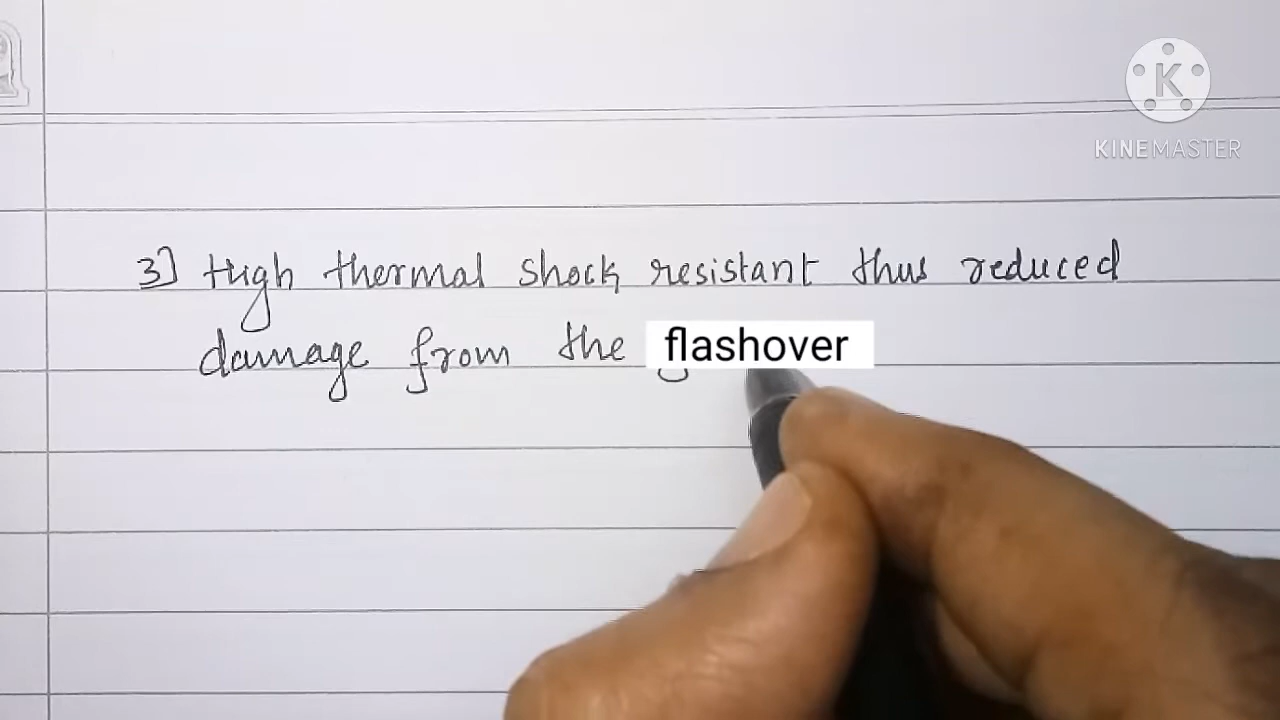 KINEMASTER
3] High thermal shock resistant thus reduced
damage from the flashover